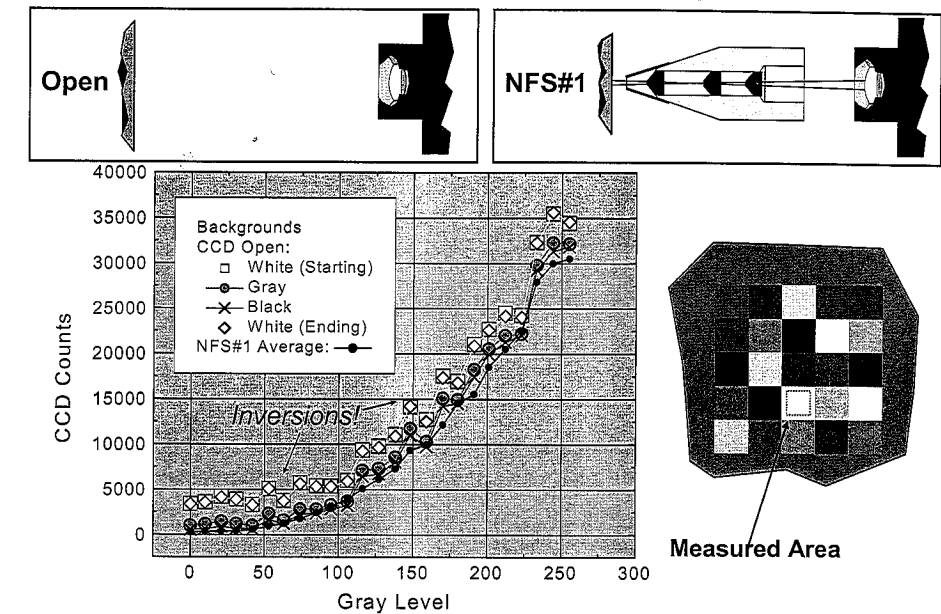 Open
NFS#1
40000
35000
30000
25000
20000
15000
10000
5000
0
CCD Counts
Backgrounds
CCD Open:
White (Starting)
Gray
Black
White (Ending)
NFS#1 Average:
Inversions!
0 50 100 150 200 250 300
Gray Level
Measured Area